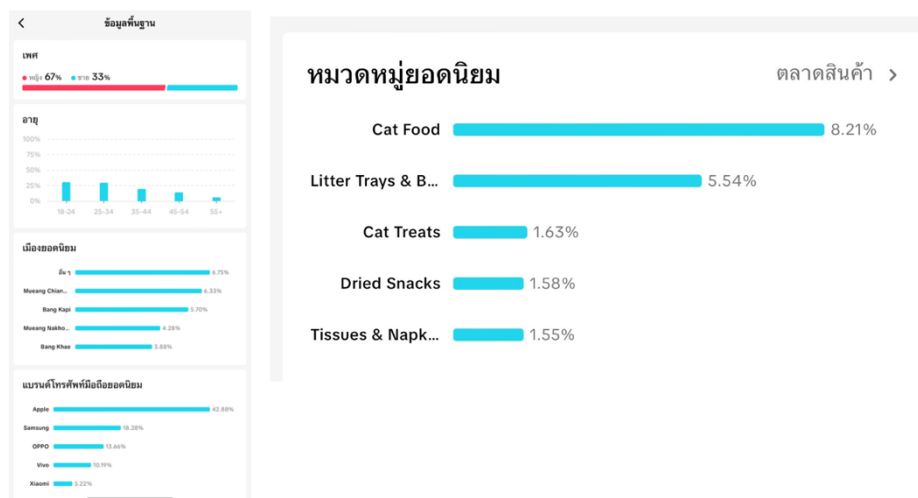 ข้อมูลพื้นฐาน
เพศ
หญิง 67% ชาย 33%
อายุ
100%
75%
50%
25%
0%
18-24 25-34 35-44 45-54 55+
เมืองยอดนิยม
อื่น ๆ 6.75%
Mueang Chian... 6.33%
Bang Kapi 5.70%
Mueang Nakho... 4.28%
Bang Khae 3.88%
แบรนด์โทรศัพท์มือถือยอดนิยม
Apple 42.88%
Samsung 18.28%
OPPO 13.66%
Vivo 10.19%
Xiaomi 5.22%
หมวดหมู่ยอดนิยม ตลาดสินค้า >
Cat Food 8.21%
Litter Trays & B... 5.54%
Cat Treats 1.63%
Dried Snacks 1.58%
Tissues & Napk... 1.55%